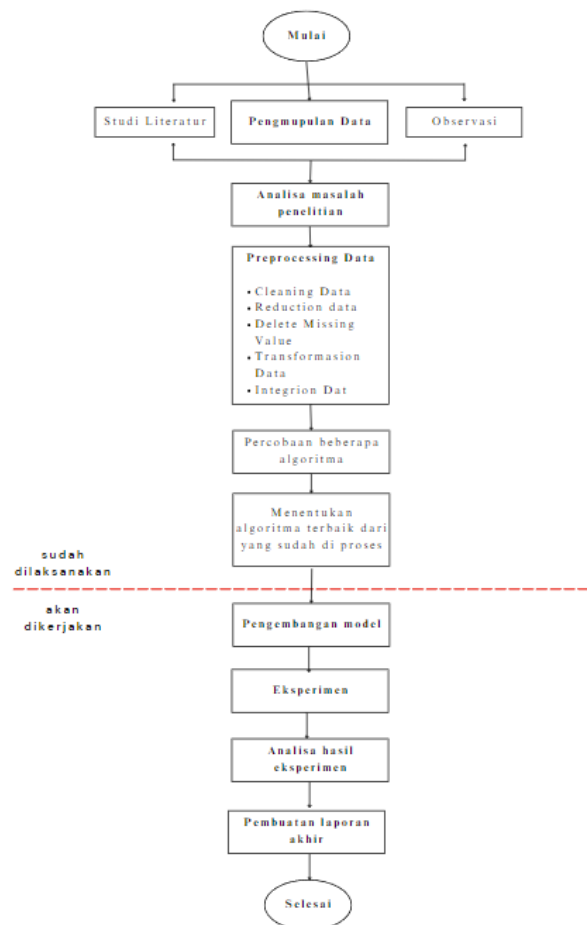 Mulai
Studi Literatur
Pengmupulan Data
Observasi
Analisa masalah
penelitian
Preprocessing Data
• Cleaning Data
• Reduction data
• Delete Missing
Value
• Transformasion
Data
• Integrion Dat
Percobaan beberapa
algoritma
Menentukan
algoritma terbaik dari
yang sudah di proses
sudah
dilaksanakan
akan
dikerjakan
Pengembangan model
Eksperimen
Analisa hasil
eksperimen
Pembuatan laporan
akhir
Selesai